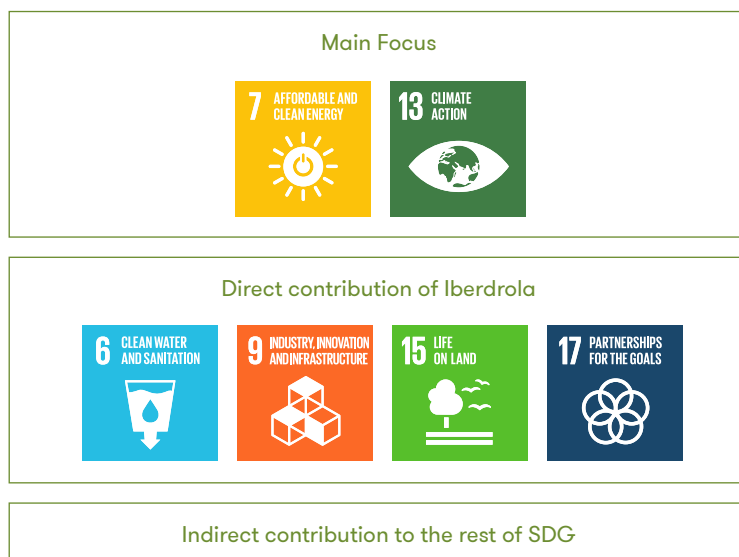 Main Focus
7 AFFORDABLE AND
CLEAN ENERGY
13 CLIMATE
ACTION
Direct contribution of Iberdrola
6 CLEAN WATER
AND SANITATION
9 INDUSTRY, INNOVATION
AND INFRASTRUCTURE
15 LIFE
ON LAND
17 PARTNERSHIPS
FOR THE GOALS
Indirect contribution to the rest of SDG